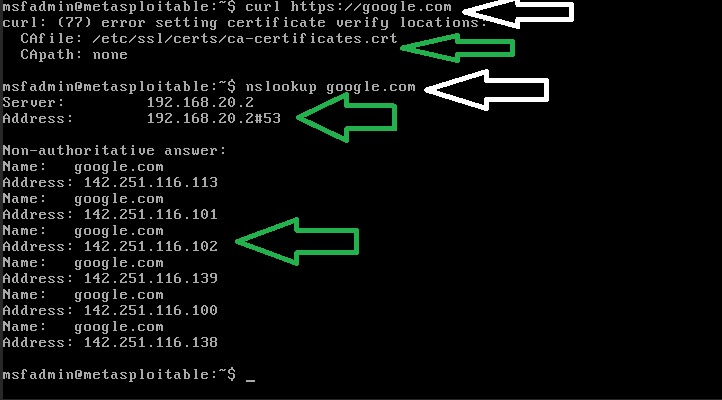 msfadmin@metasploitable:~$ curl https://google.com
curl: (77) error setting certificate verify locations:
  CAfile: /etc/ssl/certs/ca-certificates.crt
  CApath: none
msfadmin@metasploitable:~$ nslookup google.com
Server:         192.168.20.2
Address:        192.168.20.2#53
Non-authoritative answer:
Name:   google.com
Address: 142.251.116.113
Name:   google.com
Address: 142.251.116.101
Name:   google.com
Address: 142.251.116.102
Name:   google.com
Address: 142.251.116.139
Name:   google.com
Address: 142.251.116.100
Name:   google.com
Address: 142.251.116.138
msfadmin@metasploitable:~$ _